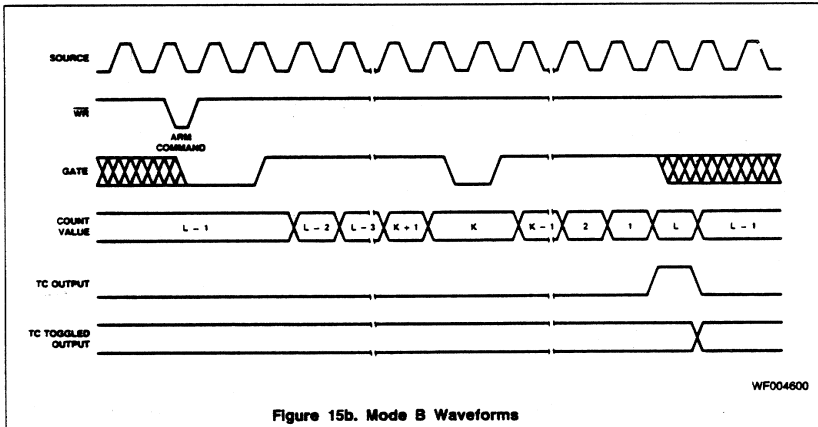 SOURCE
WR
ARM
COMMAND
GATE
COUNT
VALUE
L – 1 L – 2 L – 3 K + 1 K K – 1 2 1 L L – 1
TC OUTPUT
TC TOGGLED
OUTPUT
WF004600
Figure 15b. Mode B Waveforms